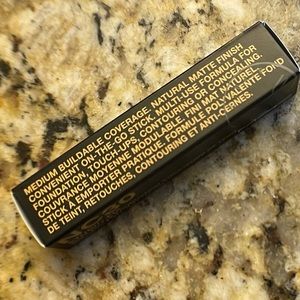 MEDIUM BUILDABLE COVERAGE. NATURAL MATTE FINISH.
CONVENIENT, ON-THE-GO STICK. MULTI-USE FORMULA FOR
FOUNDATION, TOUCH-UPS, CONTOURING OR CONCEALING.
COUVRANCE MOYENNE MODULABLE. FINI MAT NATUREL.
STICK À EMPORTER PRATIQUE. FORMULE POLYVALENTE FOND
DE TEINT, RETOUCHES, CONTOURING ET ANTI-CERNES.